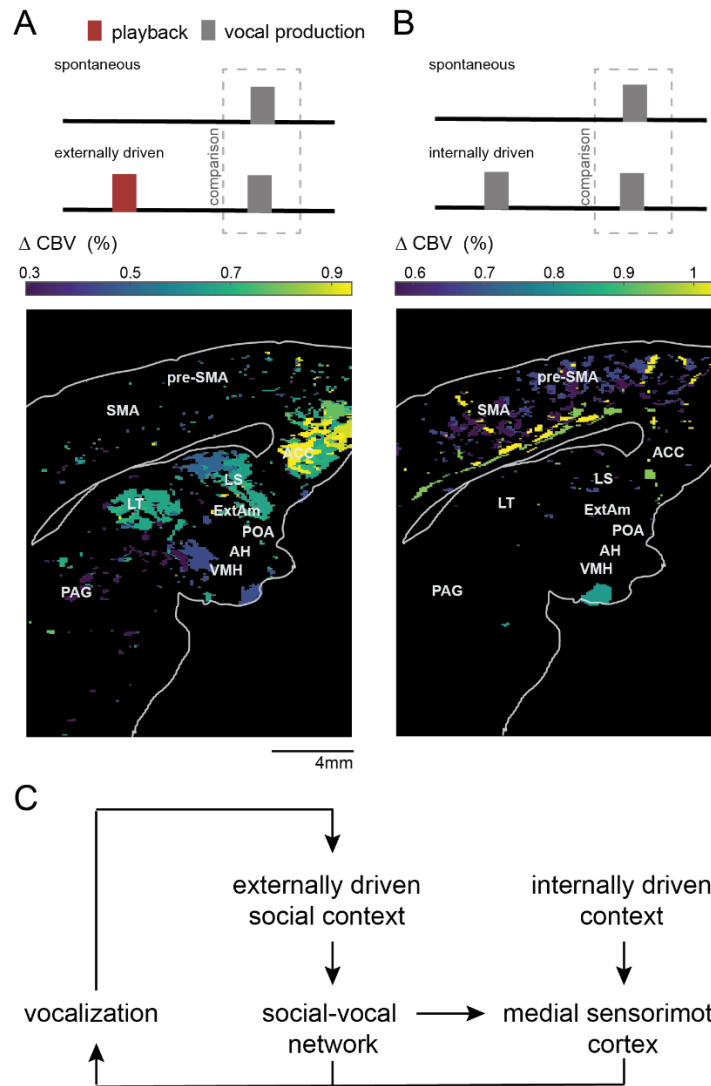 A
playback vocal production
spontaneous
externally driven
comparison
Δ CBV (%)
0.3 0.5 0.7 0.9
pre-SMA
SMA
ACC
LS
LT
ExtAm
POA
AH
VMH
PAG
4mm
B
spontaneous
internally driven
comparison
Δ CBV (%)
0.6 0.7 0.8 0.9 1
pre-SMA
SMA
ACC
LS
LT
ExtAm
POA
AH
VMH
PAG
C
externally driven
social context
internally driven
context
vocalization
social-vocal
network
medial sensorimot
cortex